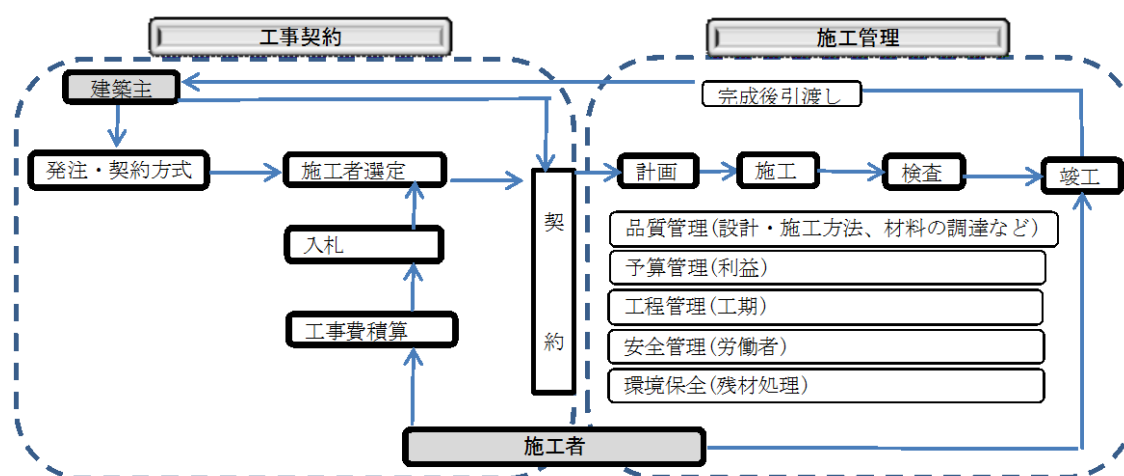 工事契約
施工管理
建築主
完成後引渡し
発注・契約方式
施工者選定
契
約
計画
施工
検査
竣工
入札
工事費積算
品質管理(設計・施工方法、材料の調達など)
予算管理(利益)
工程管理(工期)
安全管理(労働者)
環境保全(残材処理)
施工者